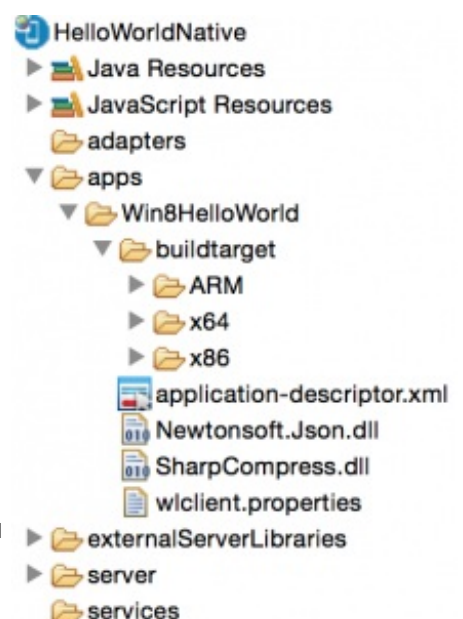 HelloWorldNative
Java Resources
JavaScript Resources
adapters
apps
Win8HelloWorld
buildtarget
ARM
x64
x86
application-descriptor.xml
Newtonsoft.Json.dll
SharpCompress.dll
wlclient.properties
externalServerLibraries
server
services